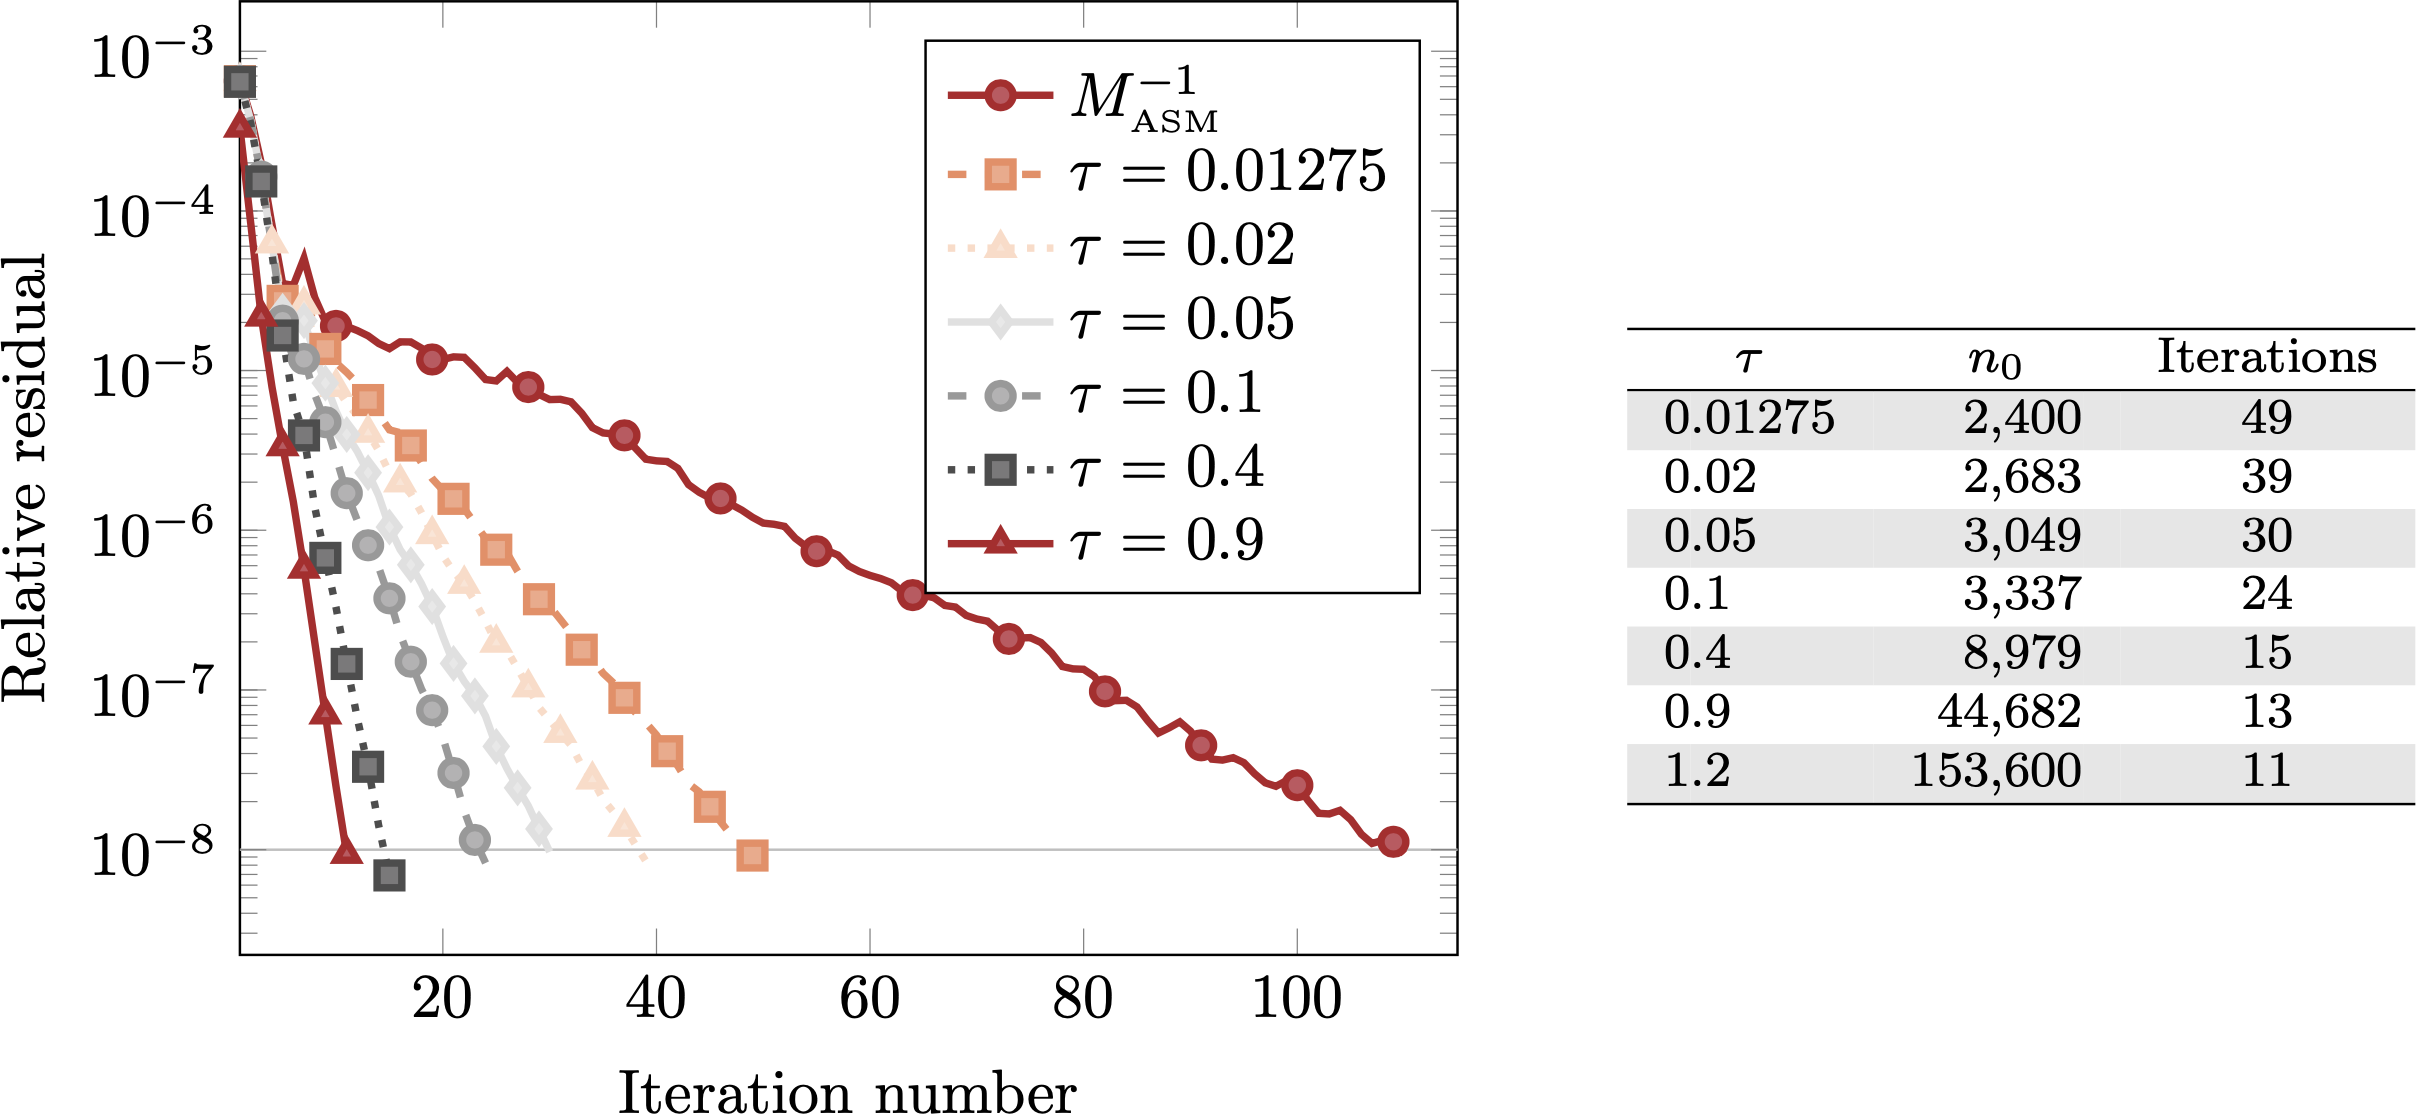 10⁻³
10⁻⁴
10⁻⁵
10⁻⁶
10⁻⁷
10⁻⁸
Relative residual
20 40 60 80 100
Iteration number
M⁻¹ ASM
τ = 0.01275
τ = 0.02
τ = 0.05
τ = 0.1
τ = 0.4
τ = 0.9
τ n₀ Iterations
0.01275 2,400 49
0.02 2,683 39
0.05 3,049 30
0.1 3,337 24
0.4 8,979 15
0.9 44,682 13
1.2 153,600 11